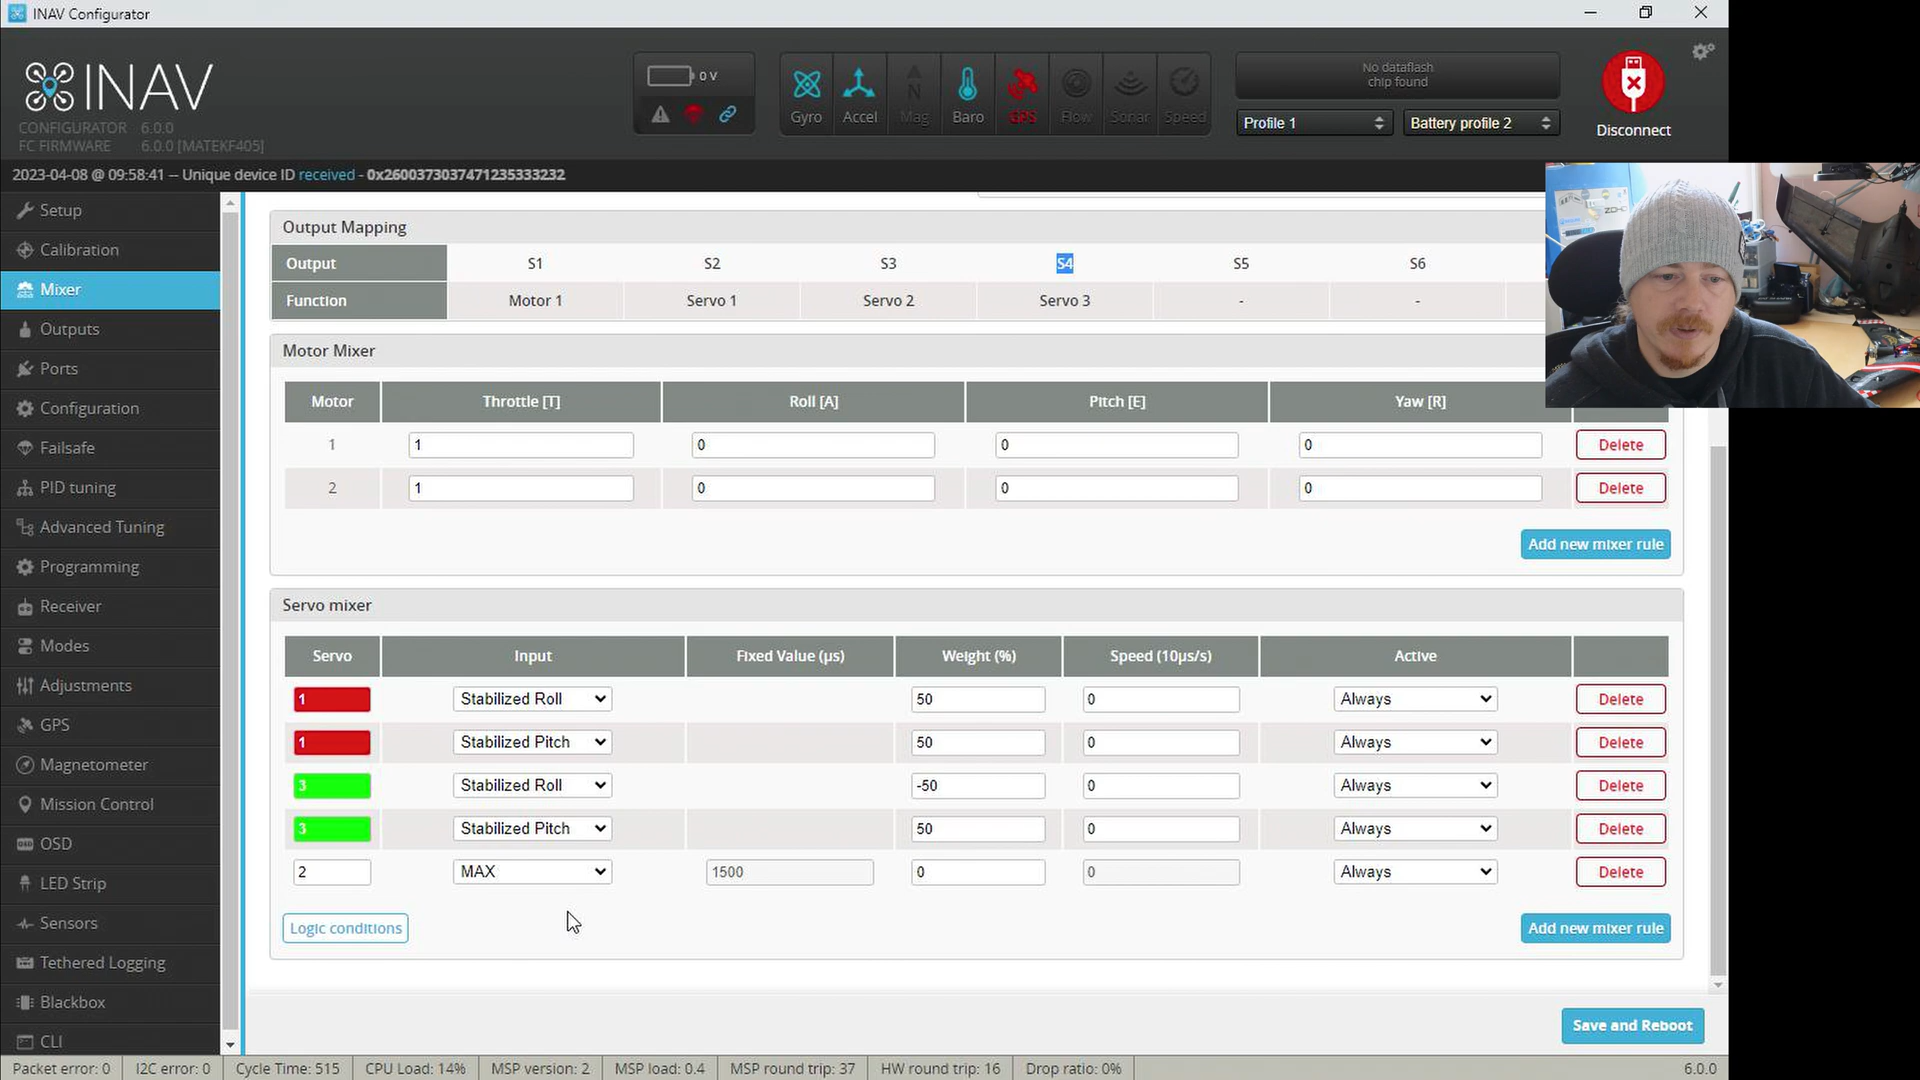 INAV Configurator
INAV
CONFIGURATOR 6.0.0
FC FIRMWARE 6.0.0 [MATEKF405]
0 V
Gyro
Accel
Mag
Baro
GPS
Flow
Sonar
Speed
No dataflash
chip found
Profile 1
Battery profile 2
Disconnect
2023-04-08 @ 09:58:41 -- Unique device ID received - 0x2600373037471235333232
Setup
Calibration
Mixer
Outputs
Ports
Configuration
Failsafe
PID tuning
Advanced Tuning
Programming
Receiver
Modes
Adjustments
GPS
Magnetometer
Mission Control
OSD
LED Strip
Sensors
Tethered Logging
Blackbox
CLI
Output Mapping
Output S1 S2 S3 S4 S5 S6
Function Motor 1 Servo 1 Servo 2 Servo 3 - -
Motor Mixer
Motor Throttle [T] Roll [A] Pitch [E] Yaw [R]
1 1 0 0 0 Delete
2 1 0 0 0 Delete
Add new mixer rule
Servo mixer
Servo Input Fixed Value (µs) Weight (%) Speed (10µs/s) Active
1 Stabilized Roll 50 0 Always Delete
1 Stabilized Pitch 50 0 Always Delete
3 Stabilized Roll -50 0 Always Delete
3 Stabilized Pitch 50 0 Always Delete
2 MAX 1500 0 0 Always Delete
Logic conditions
Add new mixer rule
Save and Reboot
Packet error: 0 I2C error: 0 Cycle Time: 515 CPU Load: 14% MSP version: 2 MSP load: 0.4 MSP round trip: 37 HW round trip: 16 Drop ratio: 0% 6.0.0